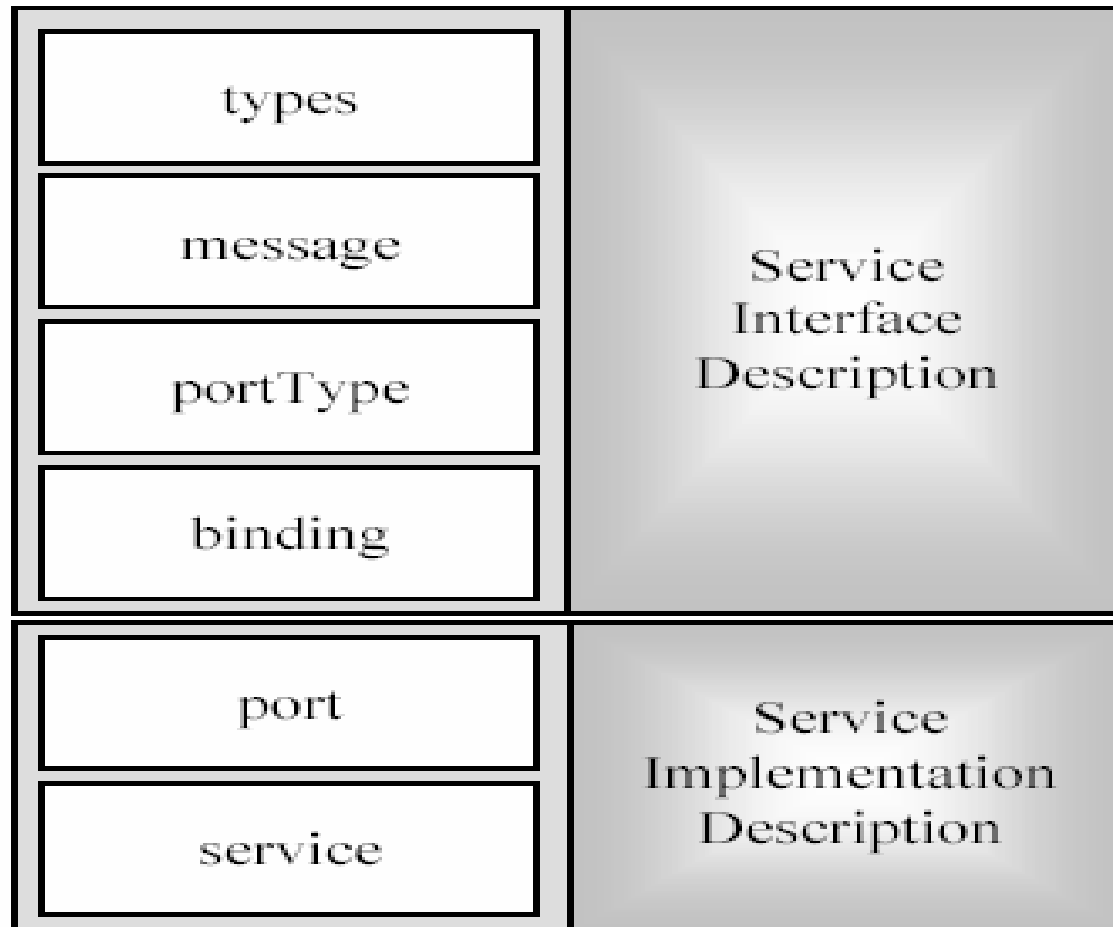 types
message
portType
binding
Service
Interface
Description
port
service
Service
Implementation
Description